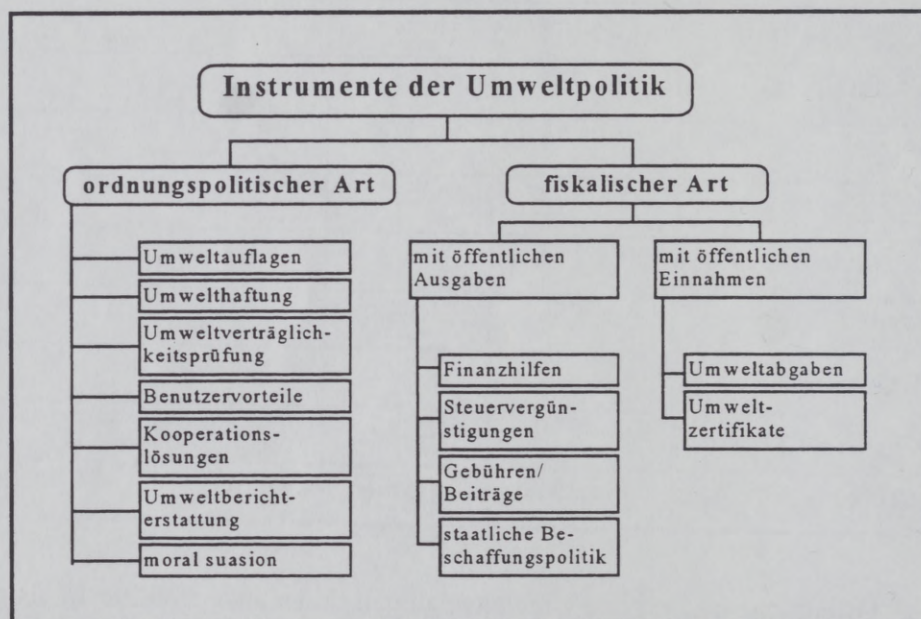 Instrumente der Umweltpolitik
ordnungspolitischer Art
Umweltauflagen
Umwelthaftung
Umweltverträglich-
keitsprüfung
Benutzervorteile
Kooperations-
lösungen
Umweltbericht-
erstattung
moral suasion
fiskalischer Art
mit öffentlichen
Ausgaben
Finanzhilfen
Steuervergün-
stigungen
Gebühren/
Beiträge
staatliche Be-
schaffungspolitik
mit öffentlichen
Einnahmen
Umweltabgaben
Umwelt-
zertifikate